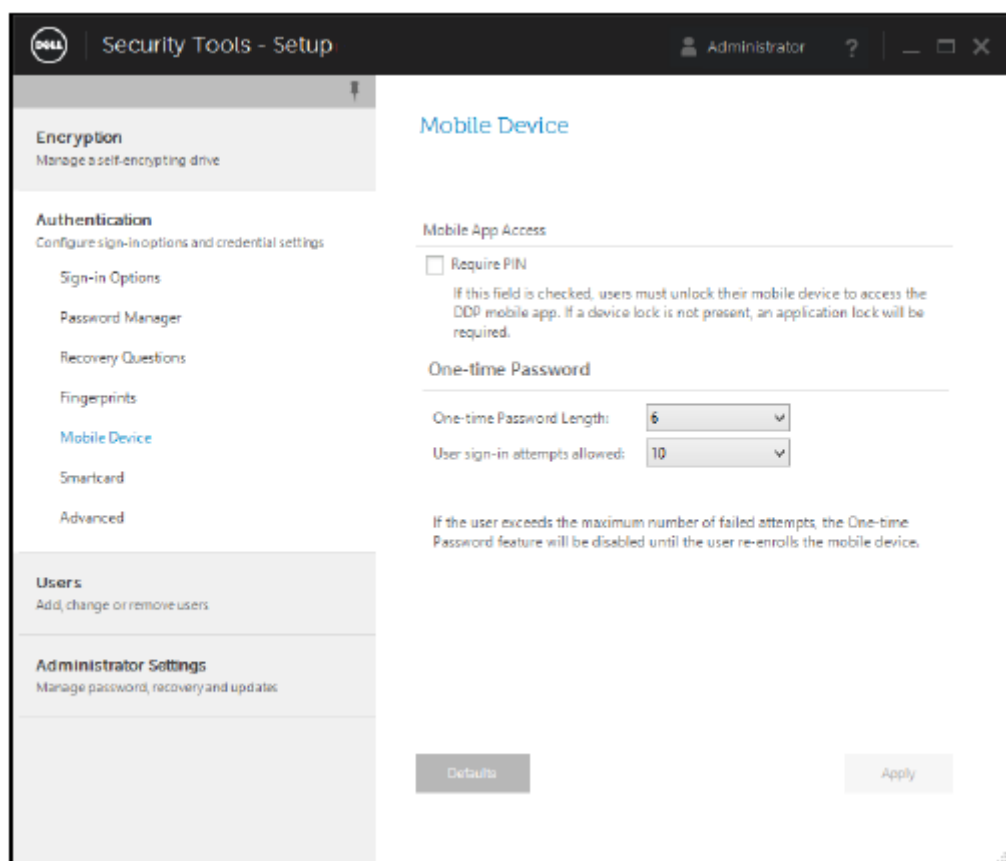 DELL
Security Tools - Setup
Administrator
?
Encryption
Manage a self-encrypting drive
Authentication
Configure sign-in options and credential settings
Sign-in Options
Password Manager
Recovery Questions
Fingerprints
Mobile Device
Smartcard
Advanced
Users
Add, change or remove users
Administrator Settings
Manage password, recovery and updates
Mobile Device
Mobile App Access
Require PIN
If this field is checked, users must unlock their mobile device to access the
DDP mobile app. If a device lock is not present, an application lock will be
required.
One-time Password
One-time Password Length: 6
User sign-in attempts allowed: 10
If the user exceeds the maximum number of failed attempts, the One-time
Password feature will be disabled until the user re-enrolls the mobile device.
Defaults
Apply